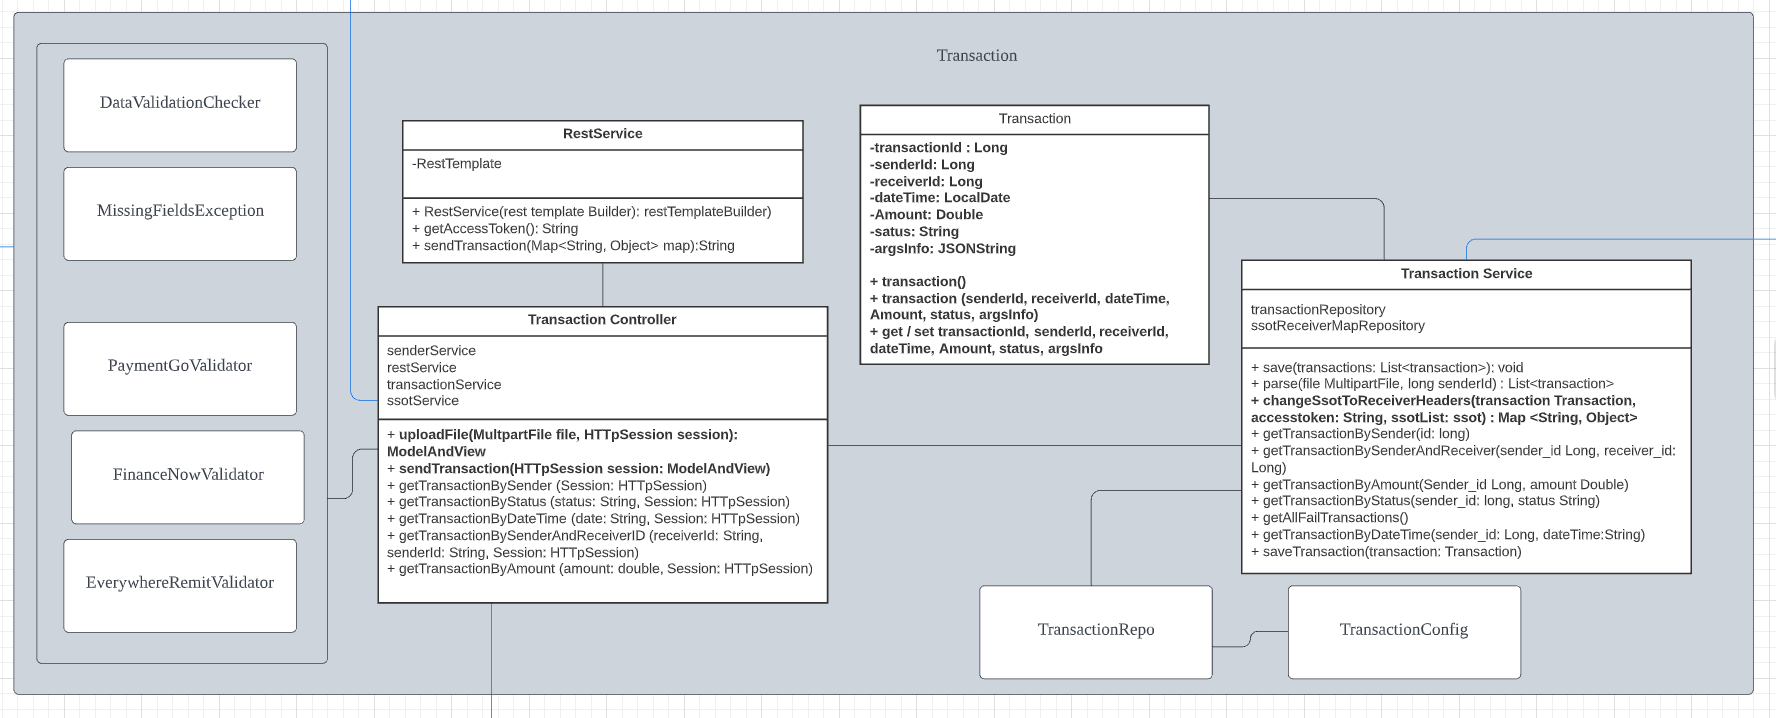 Transaction
DataValidationChecker
MissingFieldsException
PaymentGoValidator
FinanceNowValidator
EverywhereRemitValidator
RestService
-RestTemplate
+ RestService(rest template Builder): restTemplateBuilder)
+ getAccessToken(): String
+ sendTransaction(Map<String, Object> map):String
Transaction Controller
senderService
restService
transactionService
ssotService
+ uploadFile(MultpartFile file, HTTpSession session):
ModelAndView
+ sendTransaction(HTTpSession session: ModelAndView)
+ getTransactionBySender (Session: HTTpSession)
+ getTransactionByStatus (status: String, Session: HTTpSession)
+ getTransactionByDateTime (date: String, Session: HTTpSession)
+ getTransactionBySenderAndReceiverID (receiverId: String,
senderId: String, Session: HTTpSession)
+ getTransactionByAmount (amount: double, Session: HTTpSession)
Transaction
-transactionId : Long
-senderId: Long
-receiverId: Long
-dateTime: LocalDate
-Amount: Double
-satus: String
-argsInfo: JSONString
+ transaction()
+ transaction (senderId, receiverId, dateTime,
Amount, status, argsInfo)
+ get / set transactionId, senderId, receiverId,
dateTime, Amount, status, argsInfo
Transaction Service
transactionRepository
ssotReceiverMapRepository
+ save(transactions: List<transaction>): void
+ parse(file MultipartFile, long senderId) : List<transaction>
+ changeSsotToReceiverHeaders(transaction Transaction,
accesstoken: String, ssotList: ssot) : Map <String, Object>
+ getTransactionBySender(id: long)
+ getTransactionBySenderAndReceiver(sender_id Long, receiver_id:
Long)
+ getTransactionByAmount(Sender_id Long, amount Double)
+ getTransactionByStatus(sender_id: long, status String)
+ getAllFailTransactions()
+ getTransactionByDateTime(sender_id: Long, dateTime:String)
+ saveTransaction(transaction: Transaction)
TransactionRepo
TransactionConfig